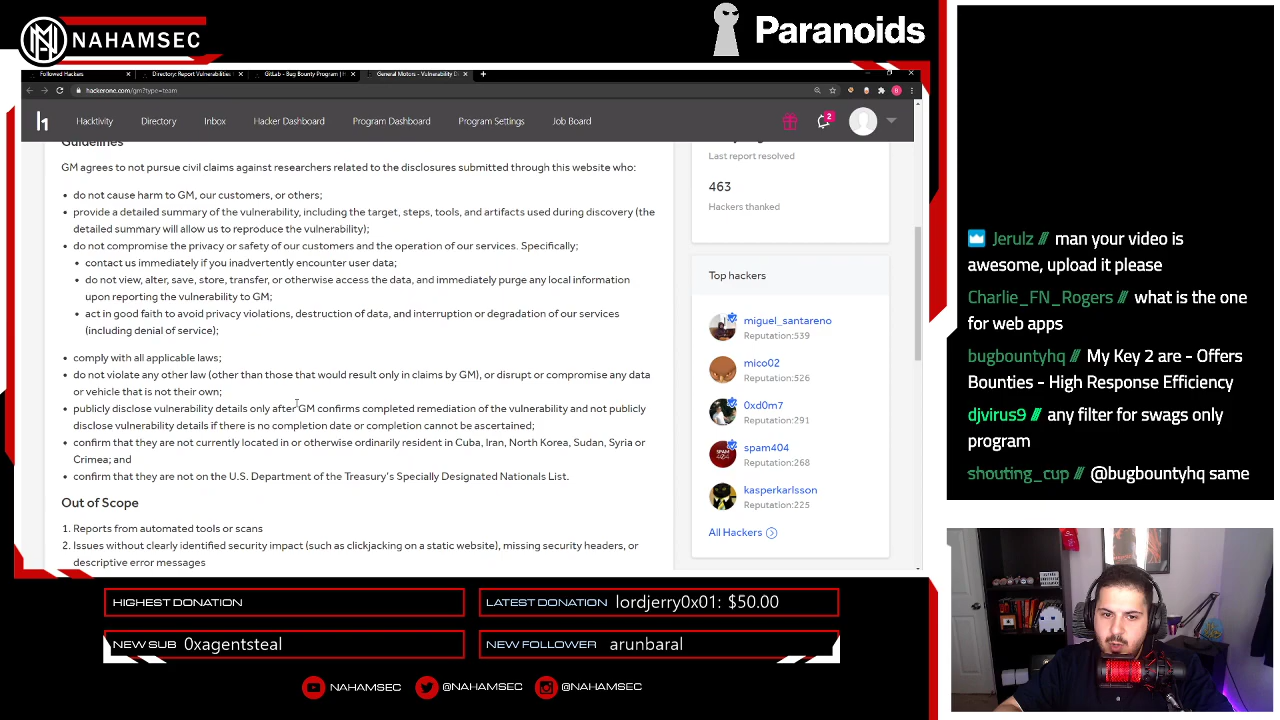 NAHAMSEC
Paranoids
Followed Hackers
Directory: Report Vulnerabilities
GitLab - Bug Bounty Program | H
General Motors - Vulnerability D
hackerone.com/gm?type=team
Hacktivity
Directory
Inbox
Hacker Dashboard
Program Dashboard
Program Settings
Job Board
2
Guidelines
GM agrees to not pursue civil claims against researchers related to the disclosures submitted through this website who:
do not cause harm to GM, our customers, or others;
provide a detailed summary of the vulnerability, including the target, steps, tools, and artifacts used during discovery (the
detailed summary will allow us to reproduce the vulnerability);
do not compromise the privacy or safety of our customers and the operation of our services. Specifically;
contact us immediately if you inadvertently encounter user data;
do not view, alter, save, store, transfer, or otherwise access the data, and immediately purge any local information
upon reporting the vulnerability to GM;
act in good faith to avoid privacy violations, destruction of data, and interruption or degradation of our services
(including denial of service);
comply with all applicable laws;
do not violate any other law (other than those that would result only in claims by GM), or disrupt or compromise any data
or vehicle that is not their own;
publicly disclose vulnerability details only after GM confirms completed remediation of the vulnerability and not publicly
disclose vulnerability details if there is no completion date or completion cannot be ascertained;
confirm that they are not currently located in or otherwise ordinarily resident in Cuba, Iran, North Korea, Sudan, Syria or
Crimea; and
confirm that they are not on the U.S. Department of the Treasury's Specially Designated Nationals List.
Out of Scope
1. Reports from automated tools or scans
2. Issues without clearly identified security impact (such as clickjacking on a static website), missing security headers, or
descriptive error messages
Last report resolved
463
Hackers thanked
Top hackers
miguel_santareno
Reputation:539
mico02
Reputation:526
0xd0m7
Reputation:291
spam404
Reputation:268
kasperkarlsson
Reputation:225
All Hackers
Jerulz // man your video is
awesome, upload it please
Charlie_FN_Rogers // what is the one
for web apps
bugbountyhq // My Key 2 are - Offers
Bounties - High Response Efficiency
djvirus9 // any filter for swags only
program
shouting_cup // @bugbountyhq same
HIGHEST DONATION
LATEST DONATION lordjerry0x01: $50.00
NEW SUB 0xagentsteal
NEW FOLLOWER arunbaral
NAHAMSEC
@NAHAMSEC
@NAHAMSEC